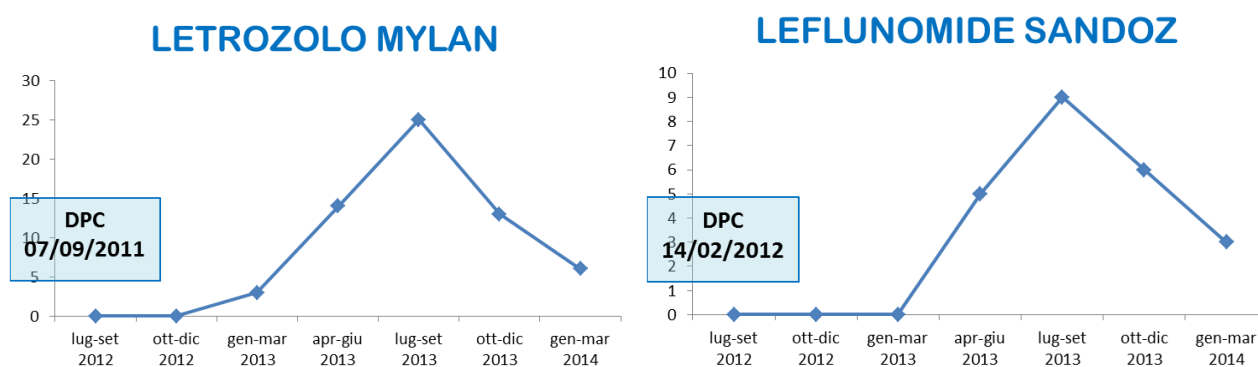 LETROZOLO MYLAN
30
25
20
15
10
5
0
DPC
07/09/2011
lug-set ott-dic gen-mar apr-giu lug-set ott-dic gen-mar
2012 2012 2013 2013 2013 2013 2014
LEFLUNOMIDE SANDOZ
10
9
8
7
6
5
4
3
2
1
0
DPC
14/02/2012
lug-set ott-dic gen-mar apr-giu lug-set ott-dic gen-mar
2012 2012 2013 2013 2013 2013 2014